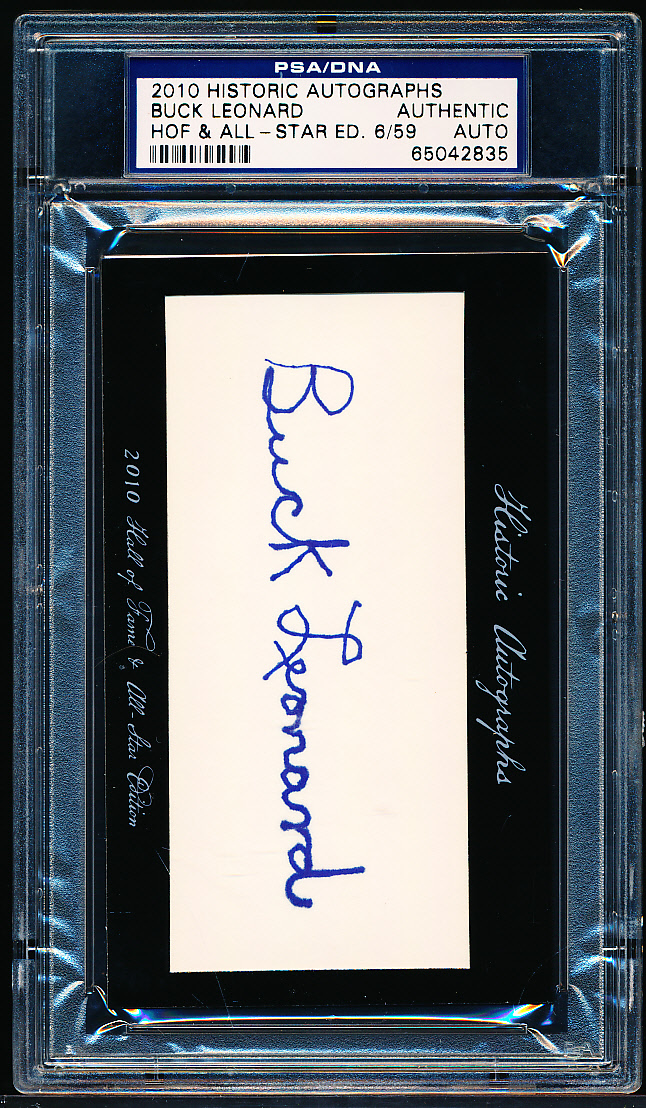 PSA/DNA
2010 HISTORIC AUTOGRAPHS
BUCK LEONARD AUTHENTIC
HOF & ALL-STAR ED. 6/59 AUTO
65042835
Historic Autographs
Buck Leonard
2010 Hall of Fame & All-Star Edition